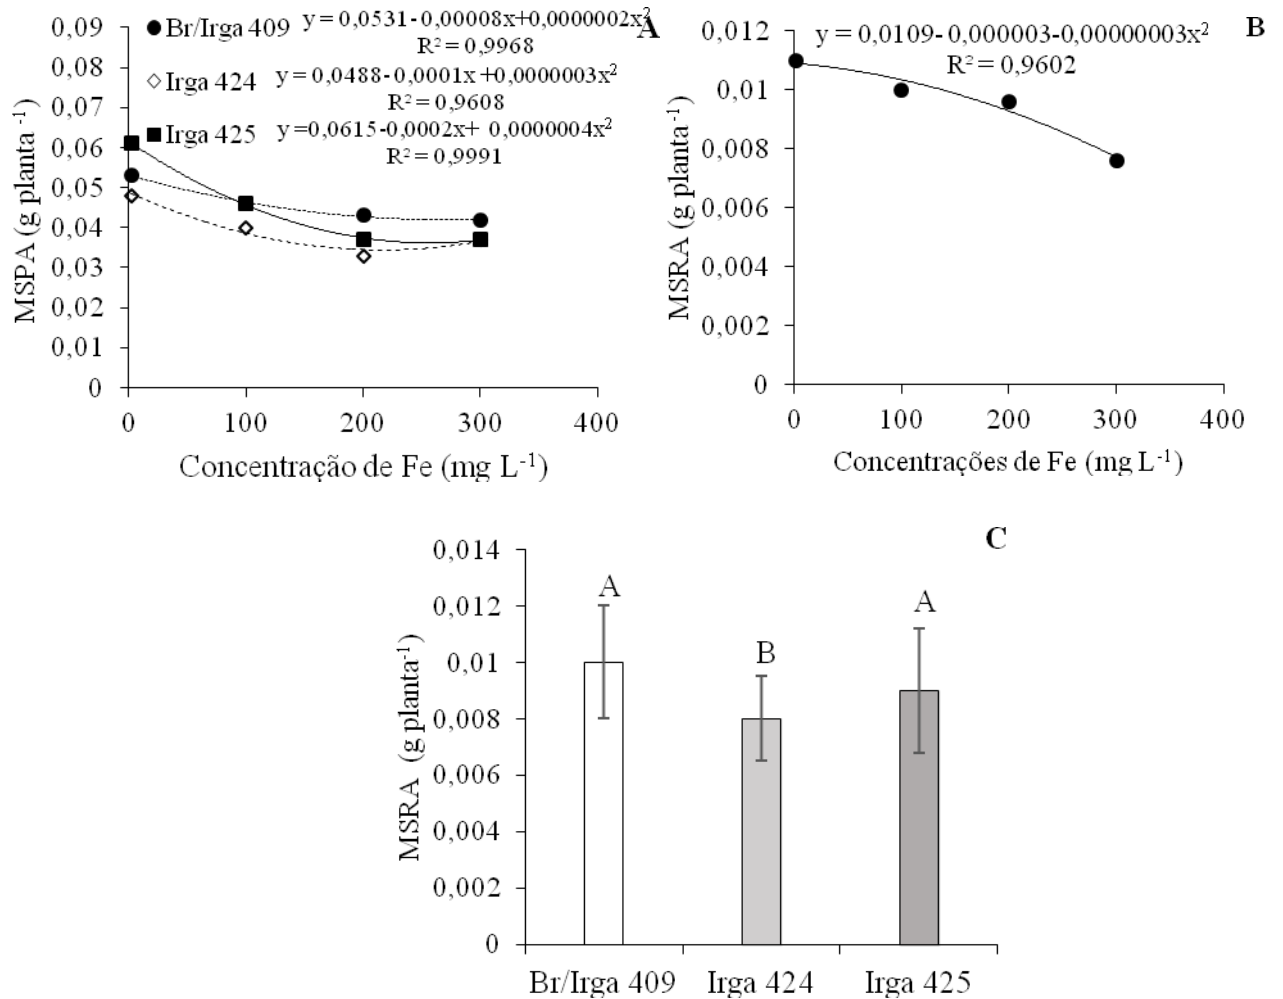 A
Br/Irga 409 y = 0,0531-0,00008x+0,0000002x²
R² = 0,9968
Irga 424 y = 0,0488-0,0001x +0,0000003x²
R² = 0,9608
Irga 425 y =0,0615-0,0002x+ 0,0000004x²
R² = 0,9991
MSPA (g planta ⁻¹)
0,09
0,08
0,07
0,06
0,05
0,04
0,03
0,02
0,01
0
0 100 200 300 400
Concentração de Fe (mg L⁻¹)
B
y = 0,0109- 0,000003-0,00000003x²
R² = 0,9602
MSRA (g planta⁻¹)
0,012
0,01
0,008
0,006
0,004
0,002
0
0 100 200 300 400
Concentrações de Fe (mg L⁻¹)
C
MSRA (g planta⁻¹)
0,014
0,012
0,01
0,008
0,006
0,004
0,002
0
A
B
A
Br/Irga 409 Irga 424 Irga 425